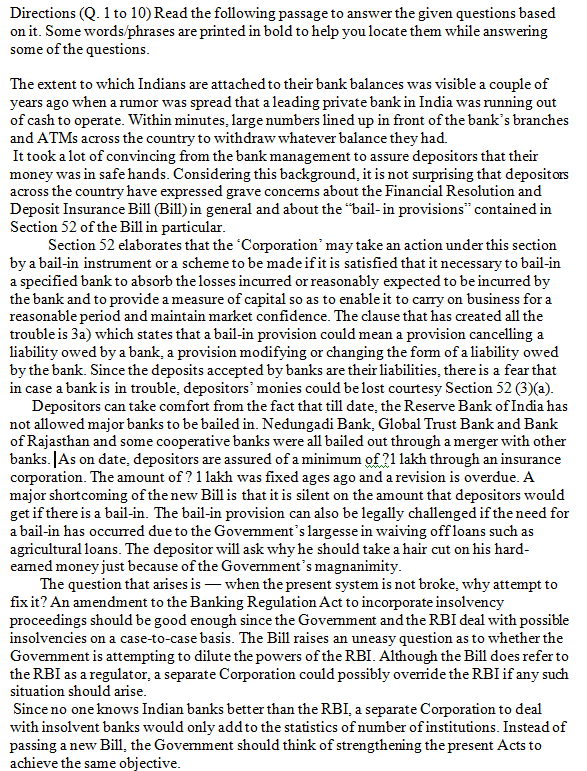 Directions (Q. 1 to 10) Read the following passage to answer the given questions based
on it. Some words/phrases are printed in bold to help you locate them while answering
some of the questions.
The extent to which Indians are attached to their bank balances was visible a couple of
years ago when a rumor was spread that a leading private bank in India was running out
of cash to operate. Within minutes, large numbers lined up in front of the bank's branches
and ATMs across the country to withdraw whatever balance they had.
It took a lot of convincing from the bank management to assure depositors that their
money was in safe hands. Considering this background, it is not surprising that depositors
across the country have expressed grave concerns about the Financial Resolution and
Deposit Insurance Bill (Bill) in general and about the “bail- in provisions” contained in
Section 52 of the Bill in particular.
Section 52 elaborates that the ‘Corporation’ may take an action under this section
by a bail-in instrument or a scheme to be made if it is satisfied that it necessary to bail-in
a specified bank to absorb the losses incurred or reasonably expected to be incurred by
the bank and to provide a measure of capital so as to enable it to carry on business for a
reasonable period and maintain market confidence. The clause that has created all the
trouble is 3a) which states that a bail-in provision could mean a provision cancelling a
liability owed by a bank, a provision modifying or changing the form of a liability owed
by the bank. Since the deposits accepted by banks are their liabilities, there is a fear that
in case a bank is in trouble, depositors’ monies could be lost courtesy Section 52 (3)(a).
Depositors can take comfort from the fact that till date, the Reserve Bank of India has
not allowed major banks to be bailed in. Nedungadi Bank, Global Trust Bank and Bank
of Rajasthan and some cooperative banks were all bailed out through a merger with other
banks. As on date, depositors are assured of a minimum of ?1 lakh through an insurance
corporation. The amount of ? 1 lakh was fixed ages ago and a revision is overdue. A
major shortcoming of the new Bill is that it is silent on the amount that depositors would
get if there is a bail-in. The bail-in provision can also be legally challenged if the need for
a bail-in has occurred due to the Government’s largesse in waiving off loans such as
agricultural loans. The depositor will ask why he should take a hair cut on his hard-
earned money just because of the Government’s magnanimity.
The question that arises is — when the present system is not broke, why attempt to
fix it? An amendment to the Banking Regulation Act to incorporate insolvency
proceedings should be good enough since the Government and the RBI deal with possible
insolvencies on a case-to-case basis. The Bill raises an uneasy question as to whether the
Government is attempting to dilute the powers of the RBI. Although the Bill does refer to
the RBI as a regulator, a separate Corporation could possibly override the RBI if any such
situation should arise.
Since no one knows Indian banks better than the RBI, a separate Corporation to deal
with insolvent banks would only add to the statistics of number of institutions. Instead of
passing a new Bill, the Government should think of strengthening the present Acts to
achieve the same objective.